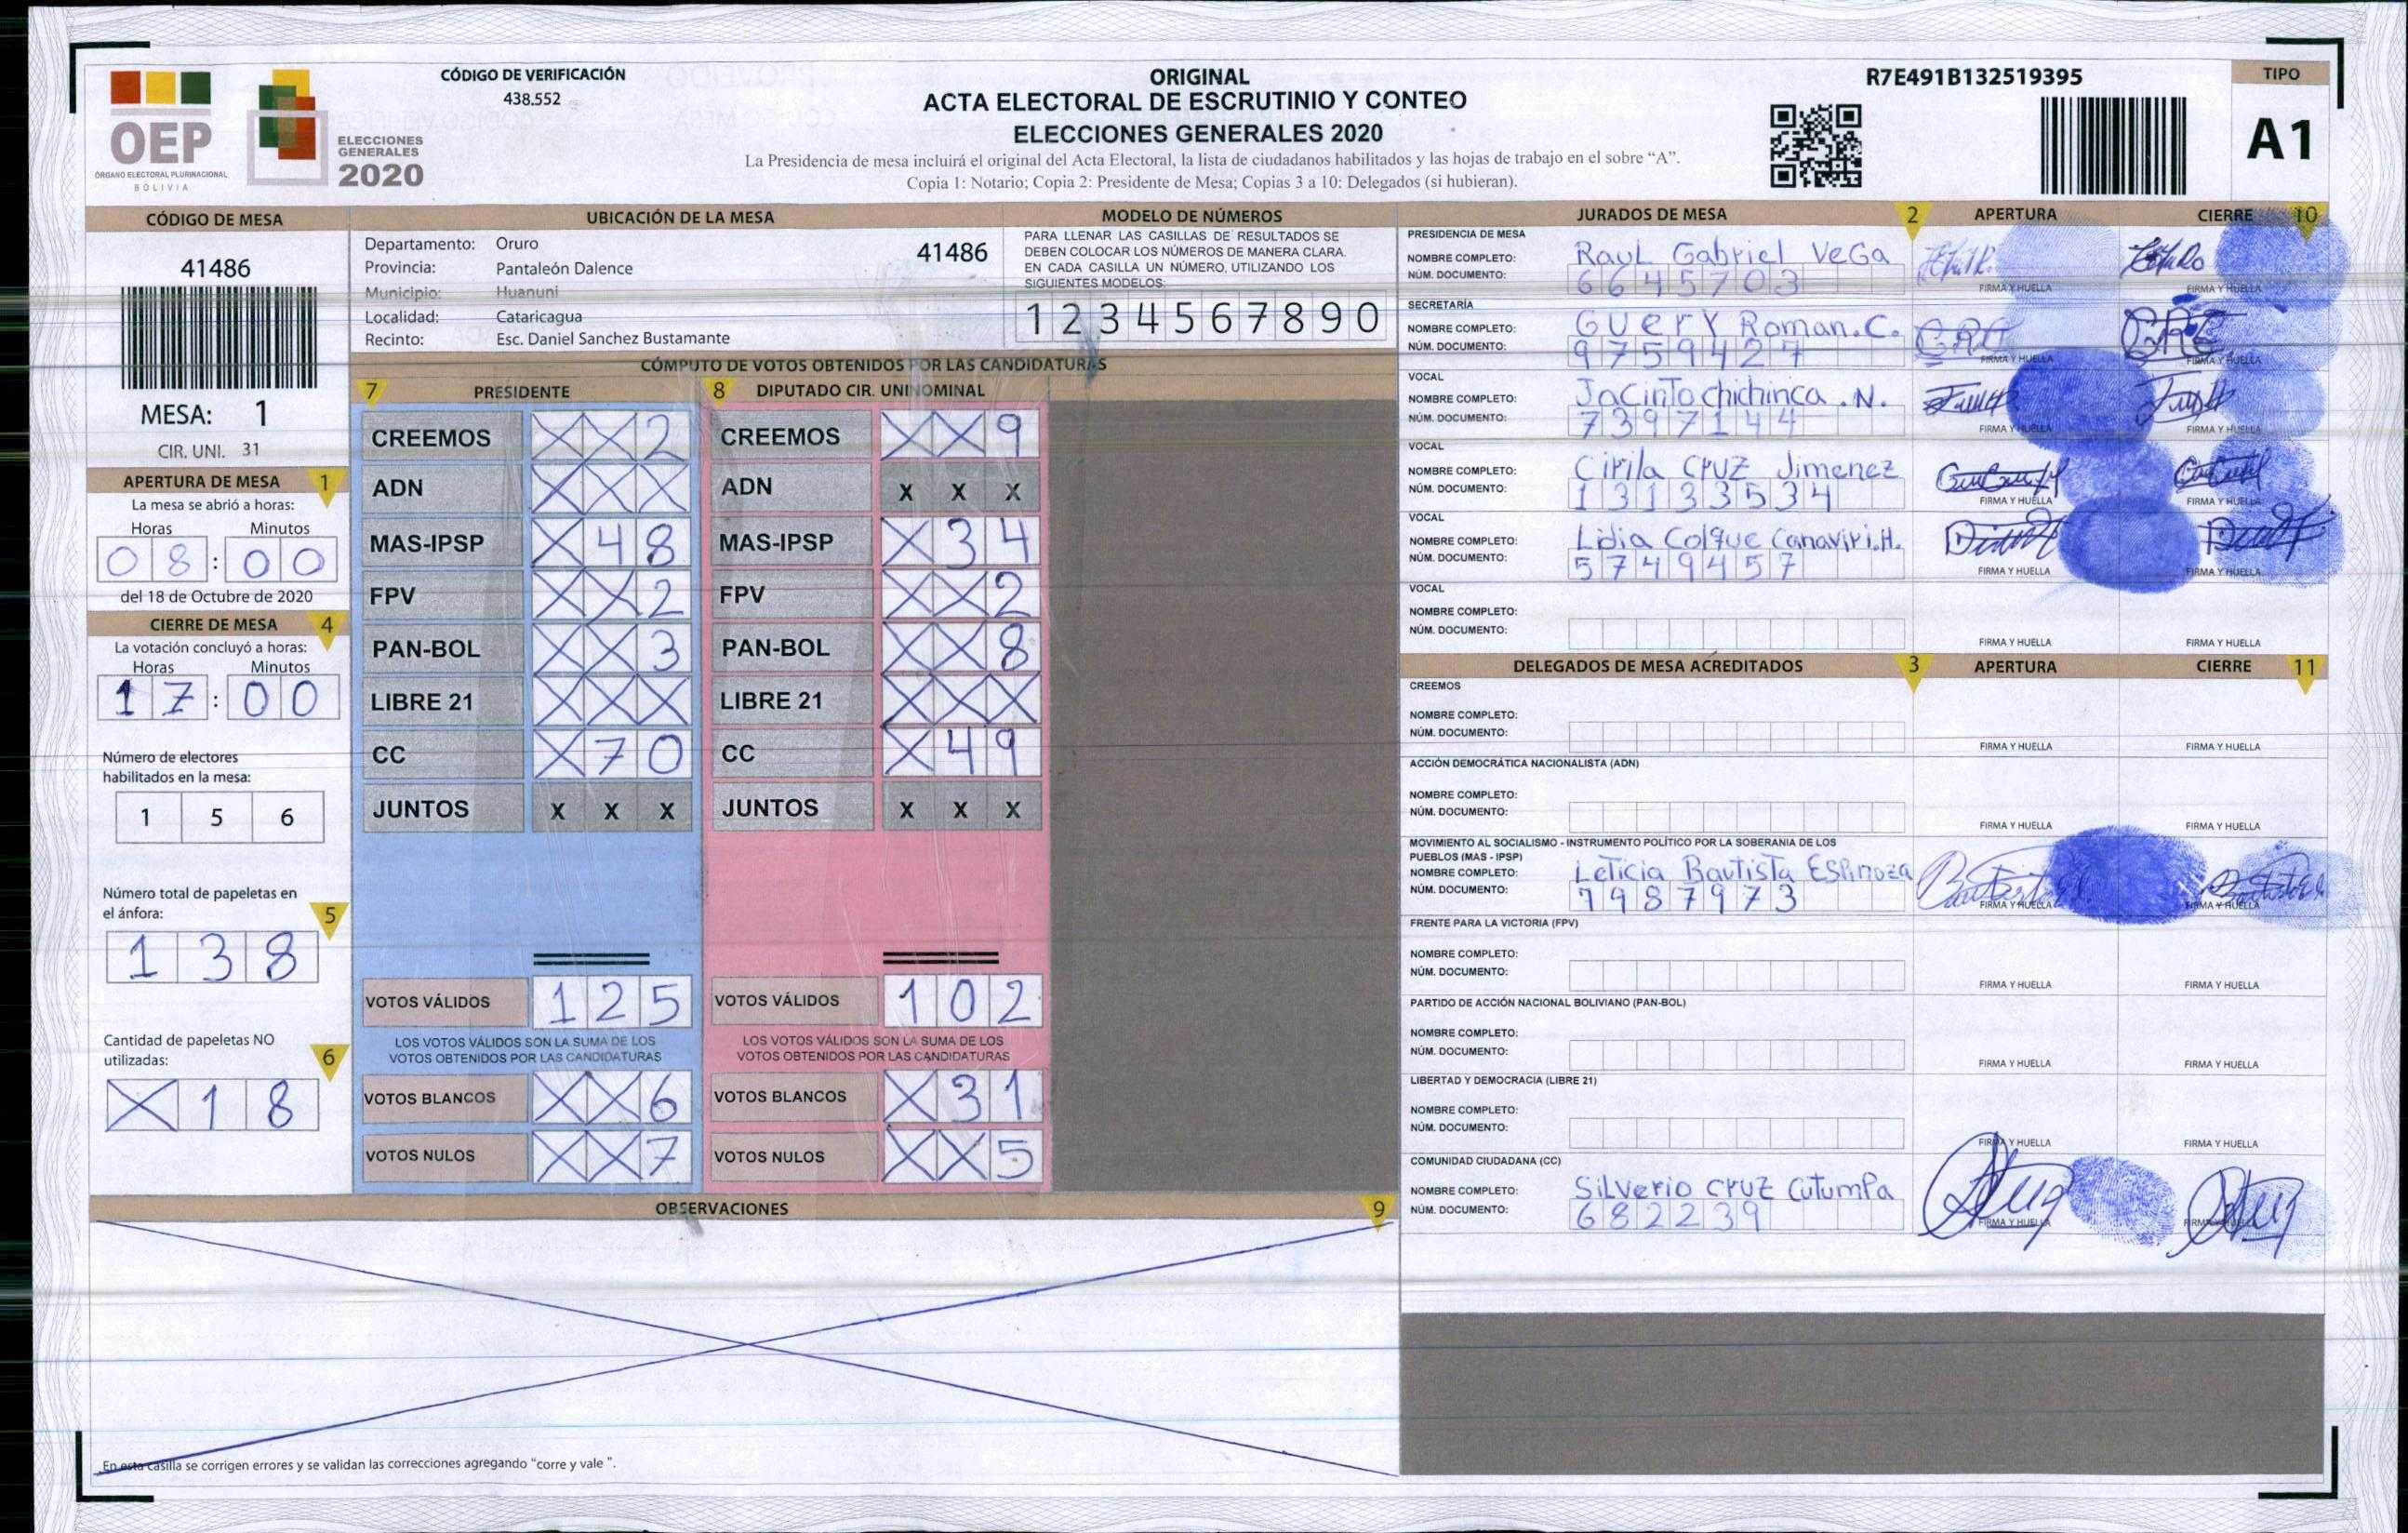 CÓDIGO DE VERIFICACIÓN
438.552
OEP
ÓRGANO ELECTORAL PLURINACIONAL
BOLIVIA
ELECCIONES
GENERALES
2020
ORIGINAL
ACTA ELECTORAL DE ESCRUTINIO Y CONTEO
ELECCIONES GENERALES 2020
La Presidencia de mesa incluirá el original del Acta Electoral, la lista de ciudadanos habilitados y las hojas de trabajo en el sobre “A”.
Copia 1: Notario; Copia 2: Presidente de Mesa; Copias 3 a 10: Delegados (si hubieran).
R7E491B132519395
TIPO
A1
CÓDIGO DE MESA
41486
MESA: 1
CIR. UNI. 31
APERTURA DE MESA 1
La mesa se abrió a horas:
Horas Minutos
08:00
del 18 de Octubre de 2020
CIERRE DE MESA 4
La votación concluyó a horas:
Horas Minutos
17:00
Número de electores
habilitados en la mesa:
1 5 6
Número total de papeletas en
el ánfora: 5
1 3 8
Cantidad de papeletas NO
utilizadas: 6
X 1 8
UBICACIÓN DE LA MESA
Departamento: Oruro 41486
Provincia: Pantaleón Dalence
Municipio: Huanuni
Localidad: Cataricagua
Recinto: Esc. Daniel Sanchez Bustamante
MODELO DE NÚMEROS
PARA LLENAR LAS CASILLAS DE RESULTADOS SE
DEBEN COLOCAR LOS NÚMEROS DE MANERA CLARA.
EN CADA CASILLA UN NÚMERO, UTILIZANDO LOS
SIGUIENTES MODELOS:
1 2 3 4 5 6 7 8 9 0
CÓMPUTO DE VOTOS OBTENIDOS POR LAS CANDIDATURAS
7 PRESIDENTE
CREEMOS X X 2
ADN X X X
MAS-IPSP X 4 8
FPV X X 2
PAN-BOL X X 3
LIBRE 21 X X X
CC X 7 0
JUNTOS X X X
VOTOS VÁLIDOS 1 2 5
LOS VOTOS VÁLIDOS SON LA SUMA DE LOS
VOTOS OBTENIDOS POR LAS CANDIDATURAS
VOTOS BLANCOS X X 6
VOTOS NULOS X X 7
8 DIPUTADO CIR. UNINOMINAL
CREEMOS X X 9
ADN X X X
MAS-IPSP X 3 4
FPV X X 2
PAN-BOL X X 8
LIBRE 21 X X X
CC X 4 9
JUNTOS X X X
VOTOS VÁLIDOS 1 0 2
LOS VOTOS VÁLIDOS SON LA SUMA DE LOS
VOTOS OBTENIDOS POR LAS CANDIDATURAS
VOTOS BLANCOS X 3 1
VOTOS NULOS X X 5
OBSERVACIONES 9
En esta casilla se corrigen errores y se validan las correcciones agregando “corre y vale ”.
JURADOS DE MESA 2 APERTURA CIERRE 10
PRESIDENCIA DE MESA
NOMBRE COMPLETO: Raul Gabriel VeGa
NÚM. DOCUMENTO: 6645703
FIRMA Y HUELLA FIRMA Y HUELLA
SECRETARÍA
NOMBRE COMPLETO: GuerY Roman.C.
NÚM. DOCUMENTO: 9759427
FIRMA Y HUELLA FIRMA Y HUELLA
VOCAL
NOMBRE COMPLETO: Jacinto chichinca .N.
NÚM. DOCUMENTO: 7397144
FIRMA Y HUELLA FIRMA Y HUELLA
VOCAL
NOMBRE COMPLETO: Cirila CRUZ Jimenez
NÚM. DOCUMENTO: 13133534
FIRMA Y HUELLA FIRMA Y HUELLA
VOCAL
NOMBRE COMPLETO: Lidia Colque Canaviri.H.
NÚM. DOCUMENTO: 5749457
FIRMA Y HUELLA FIRMA Y HUELLA
VOCAL
NOMBRE COMPLETO:
NÚM. DOCUMENTO:
FIRMA Y HUELLA FIRMA Y HUELLA
DELEGADOS DE MESA ACREDITADOS 3 APERTURA CIERRE 11
CREEMOS
NOMBRE COMPLETO:
NÚM. DOCUMENTO:
FIRMA Y HUELLA FIRMA Y HUELLA
ACCIÓN DEMOCRÁTICA NACIONALISTA (ADN)
NOMBRE COMPLETO:
NÚM. DOCUMENTO:
FIRMA Y HUELLA FIRMA Y HUELLA
MOVIMIENTO AL SOCIALISMO - INSTRUMENTO POLÍTICO POR LA SOBERANIA DE LOS
PUEBLOS (MAS - IPSP)
NOMBRE COMPLETO: Leticia Bautista ESPinoza
NÚM. DOCUMENTO: 7987973
FIRMA Y HUELLA FIRMA Y HUELLA
FRENTE PARA LA VICTORIA (FPV)
NOMBRE COMPLETO:
NÚM. DOCUMENTO:
FIRMA Y HUELLA FIRMA Y HUELLA
PARTIDO DE ACCIÓN NACIONAL BOLIVIANO (PAN-BOL)
NOMBRE COMPLETO:
NÚM. DOCUMENTO:
FIRMA Y HUELLA FIRMA Y HUELLA
LIBERTAD Y DEMOCRACIA (LIBRE 21)
NOMBRE COMPLETO:
NÚM. DOCUMENTO:
FIRMA Y HUELLA FIRMA Y HUELLA
COMUNIDAD CIUDADANA (CC)
NOMBRE COMPLETO: SiLVerio CruZ CutumPa
NÚM. DOCUMENTO: 682239
FIRMA Y HUELLA FIRMA Y HUELLA